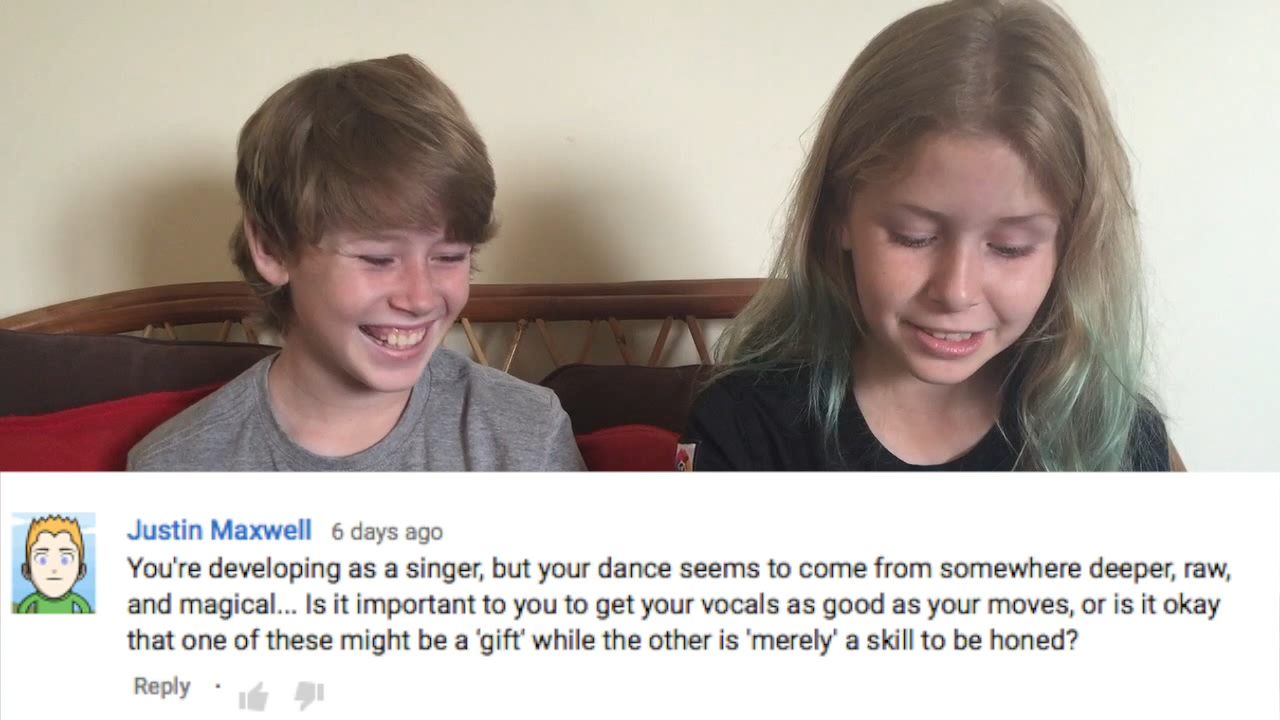 Justin Maxwell 6 days ago
You're developing as a singer, but your dance seems to come from somewhere deeper, raw,
and magical... Is it important to you to get your vocals as good as your moves, or is it okay
that one of these might be a 'gift' while the other is 'merely' a skill to be honed?
Reply ·